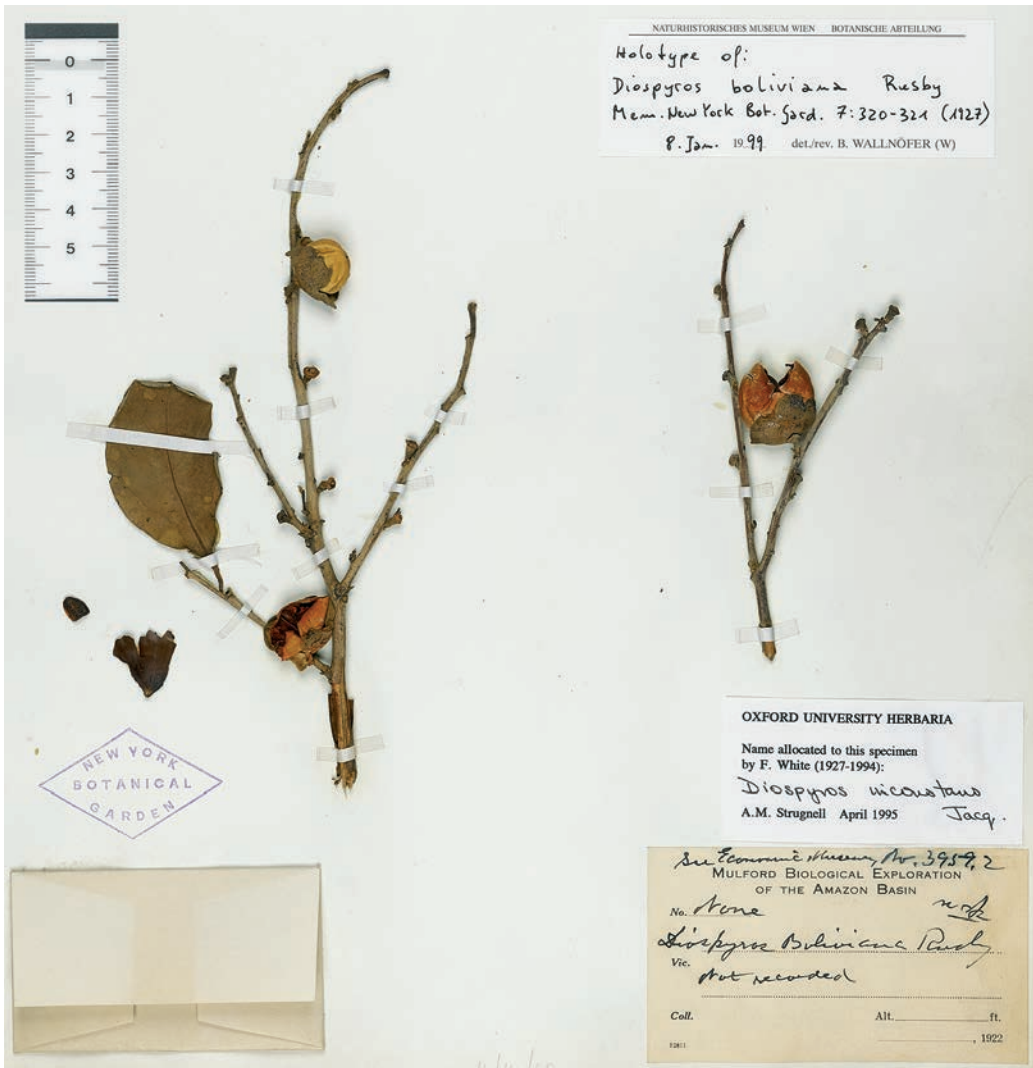 0
1
2
3
4
5
NATURHISTORISCHES MUSEUM WIEN BOTANISCHE ABTEILUNG
Holotype of:
Diospyros boliviana Rusby
Mem. New York Bot. Gard. 7:320-321 (1927)
8. Jan. 1999 det./rev. B. WALLNÖFER (W)
NEW YORK
BOTANICAL
GARDEN
OXFORD UNIVERSITY HERBARIA
Name allocated to this specimen
by F. White (1927-1994):
Diospyros inconstans
A.M. Strugnell April 1995 Jacq.
See Economic Museum, No. 3959.2
MULFORD BIOLOGICAL EXPLORATION
OF THE AMAZON BASIN
No. None
Diospyros Boliviana Rusby
Vic. Not recorded
Coll. Alt. ft.
, 1922